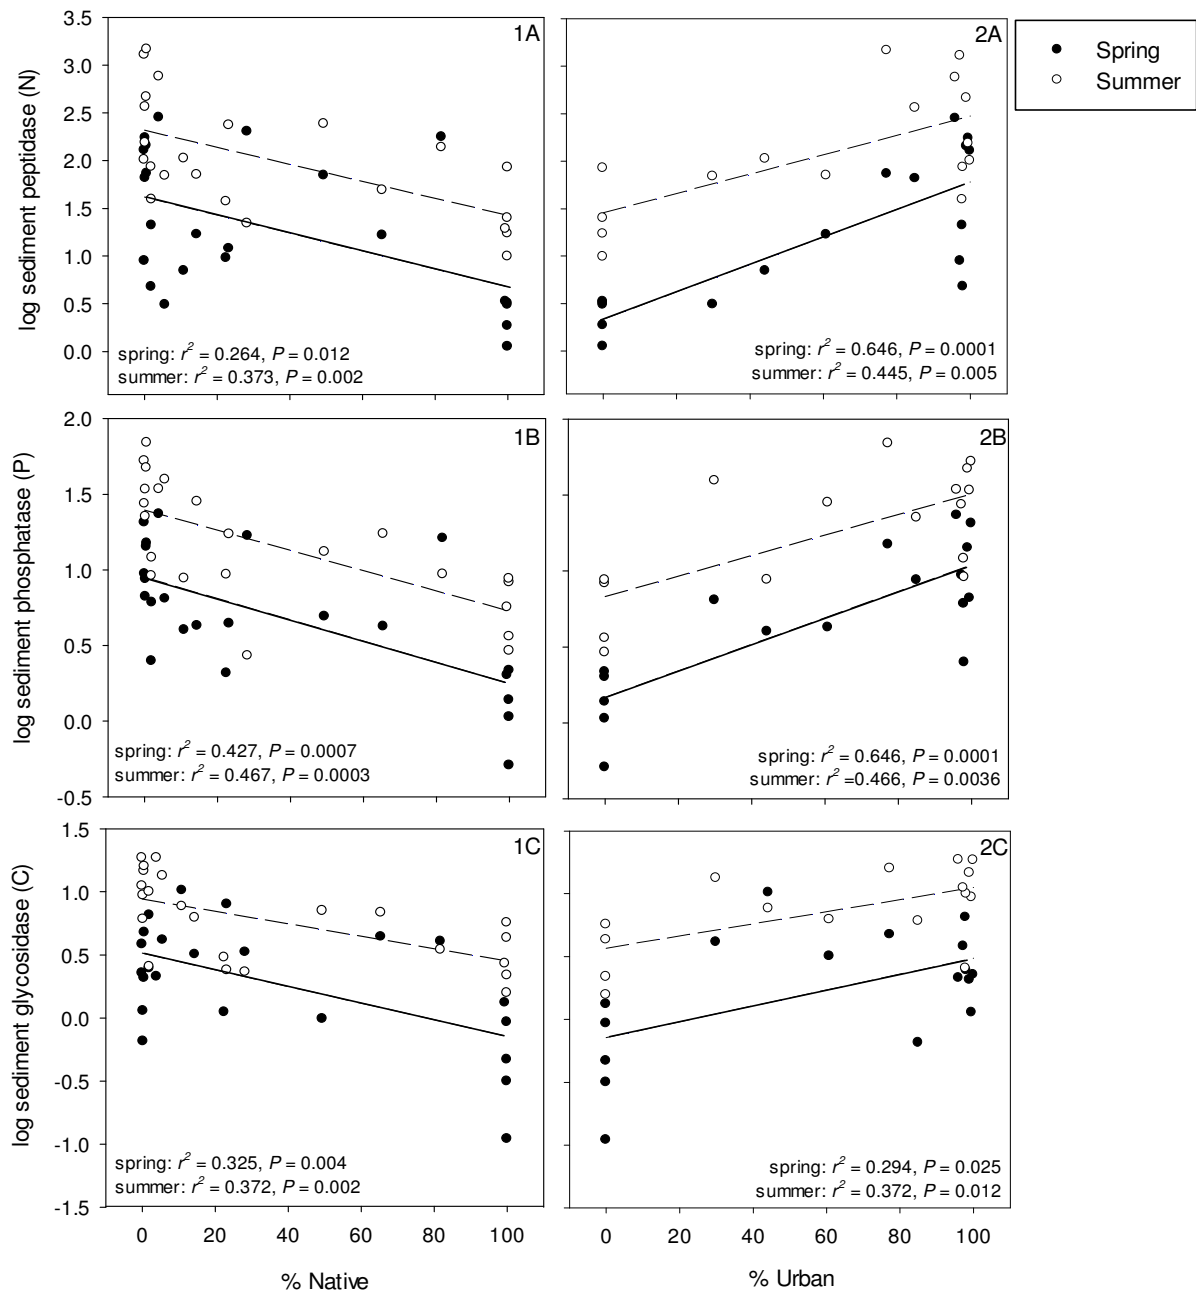 1A
2A
Spring
Summer
log sediment peptidase (N)
3.5
3.0
2.5
2.0
1.5
1.0
0.5
0.0
spring: r² = 0.264, P = 0.012
summer: r² = 0.373, P = 0.002
spring: r² = 0.646, P = 0.0001
summer: r² = 0.445, P = 0.005
1B
2B
log sediment phosphatase (P)
2.0
1.5
1.0
0.5
0.0
-0.5
spring: r² = 0.427, P = 0.0007
summer: r² = 0.467, P = 0.0003
spring: r² = 0.646, P = 0.0001
summer: r² =0.466, P = 0.0036
1C
2C
log sediment glycosidase (C)
1.5
1.0
0.5
0.0
-0.5
-1.0
-1.5
spring: r² = 0.325, P = 0.004
summer: r² = 0.372, P = 0.002
spring: r² = 0.294, P = 0.025
summer: r² = 0.372, P = 0.012
0 20 40 60 80 100
0 20 40 60 80 100
% Native
% Urban